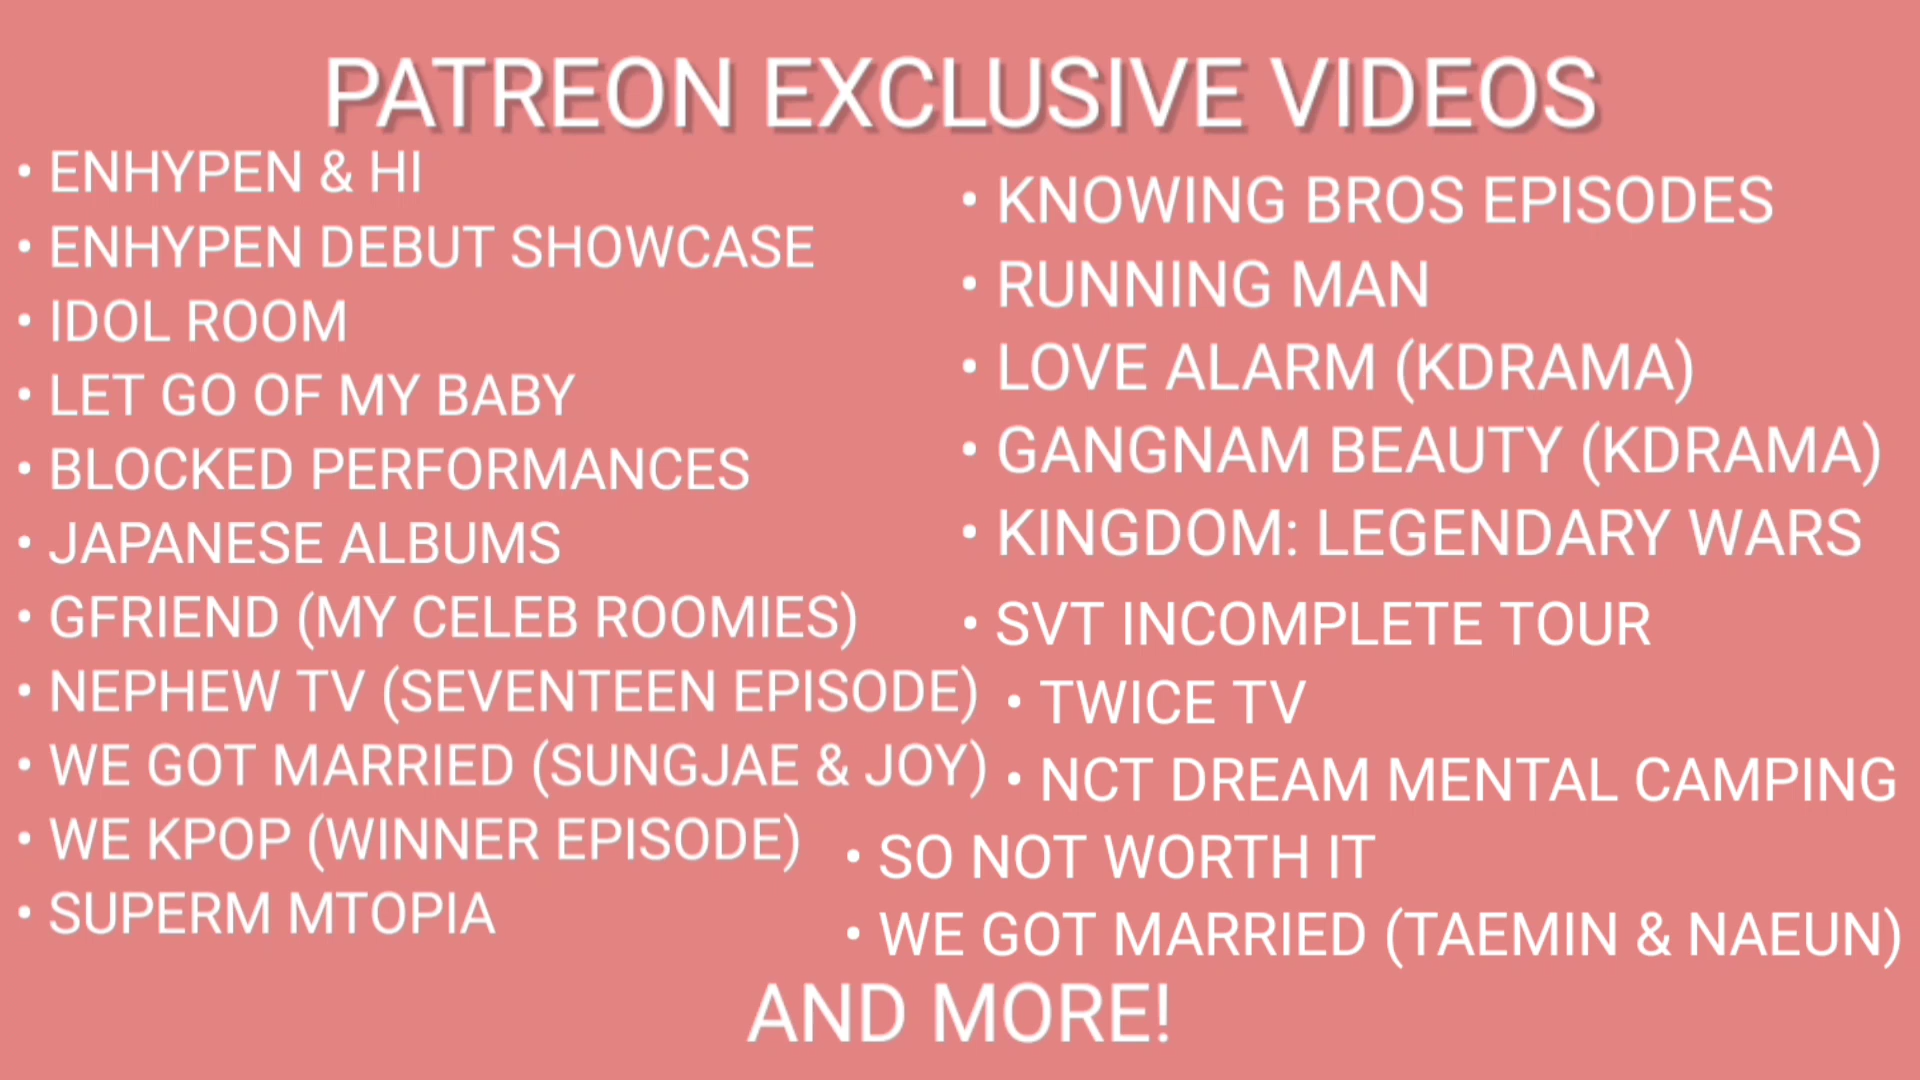 PATREON EXCLUSIVE VIDEOS
• ENHYPEN & HI
• ENHYPEN DEBUT SHOWCASE
• IDOL ROOM
• LET GO OF MY BABY
• BLOCKED PERFORMANCES
• JAPANESE ALBUMS
• GFRIEND (MY CELEB ROOMIES)
• NEPHEW TV (SEVENTEEN EPISODE)
• WE GOT MARRIED (SUNGJAE & JOY)
• WE KPOP (WINNER EPISODE)
• SUPERM MTOPIA
• KNOWING BROS EPISODES
• RUNNING MAN
• LOVE ALARM (KDRAMA)
• GANGNAM BEAUTY (KDRAMA)
• KINGDOM: LEGENDARY WARS
• SVT INCOMPLETE TOUR
• TWICE TV
• NCT DREAM MENTAL CAMPING
• SO NOT WORTH IT
• WE GOT MARRIED (TAEMIN & NAEUN)
AND MORE!